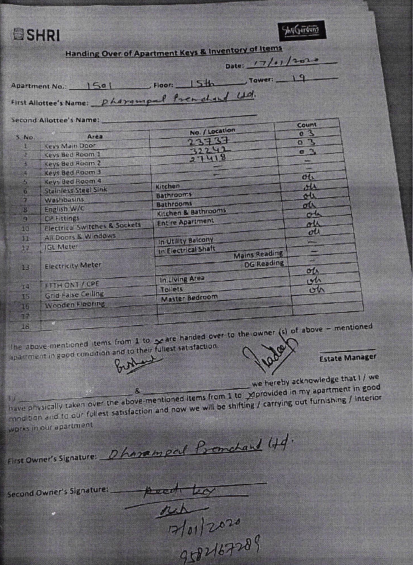 SHRI
Handing Over of Apartment Keys & Inventory of Items
Date: 17/01/2020
Apartment No.: 1501, Floor: 15th, Tower: 19
First Allottee's Name: Dharampal Premchand Ltd.
Second Allottee's Name:
S. No. Area No. / Location Count
1 Keys Main Door 23737 03
2 Keys Bed Room 1 32241 03
3 Keys Bed Room 2 27418 03
4 Keys Bed Room 3 –
5 Keys Bed Room 4 –
6 Stainless Steel Sink Kitchen ok
7 Washbasins Bathrooms ok
8 English W/C Bathrooms ok
9 CP Fittings Kitchen & Bathrooms ok
10 Electrical Switches & Sockets Entire Apartment ok
11 All Doors & Windows ok
12 IGL Meter In Utility Balcony –
13 Electricity Meter In Electrical Shaft –
Mains Reading –
DG Reading –
14 FTTH ONT / CPE In Living Area ok
15 Grid False Ceiling Toilets ok
16 Wooden Flooring Master Bedroom ok
17
18
The above mentioned items from 1 to are handed over to the owner (s) of above – mentioned
apartment in good condition and to their fullest satisfaction.
Estate Manager
I / & we hereby acknowledge that I / we
have physically taken over the above-mentioned items from 1 to provided in my apartment in good
condition and to our fullest satisfaction and now we will be shifting / carrying out furnishing / interior
works in our apartment
First Owner's Signature: Dharampal Premchand Ltd.
Second Owner's Signature:
7/01/2020
9582167289